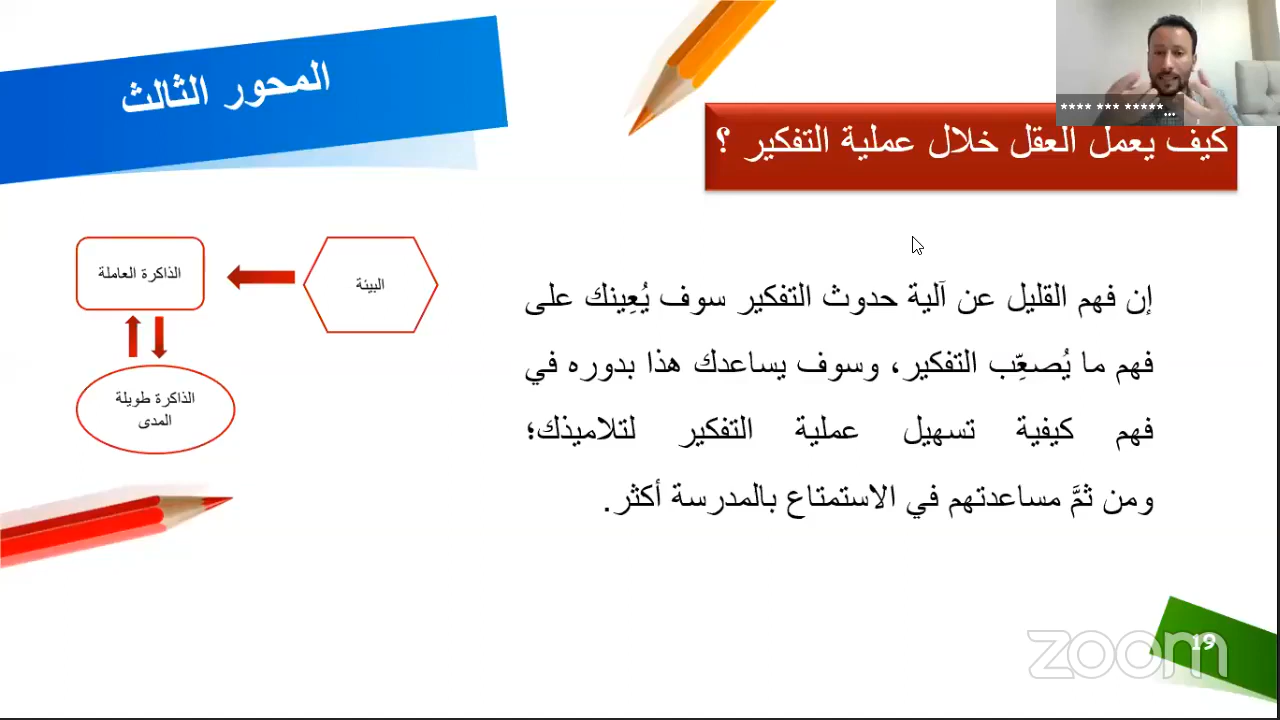 المحور الثالث
**** *** *****...
كيف يعمل العقل خلال عملية التفكير ؟
إن فهم القليل عن آلية حدوث التفكير سوف يُعِينك على
فهم ما يُصعِّب التفكير، وسوف يساعدك هذا بدوره في
فهم كيفية تسهيل عملية التفكير لتلاميذك؛
ومن ثمَّ مساعدتهم في الاستمتاع بالمدرسة أكثر.
البيئة
الذاكرة العاملة
الذاكرة طويلة
المدى
19
zoom